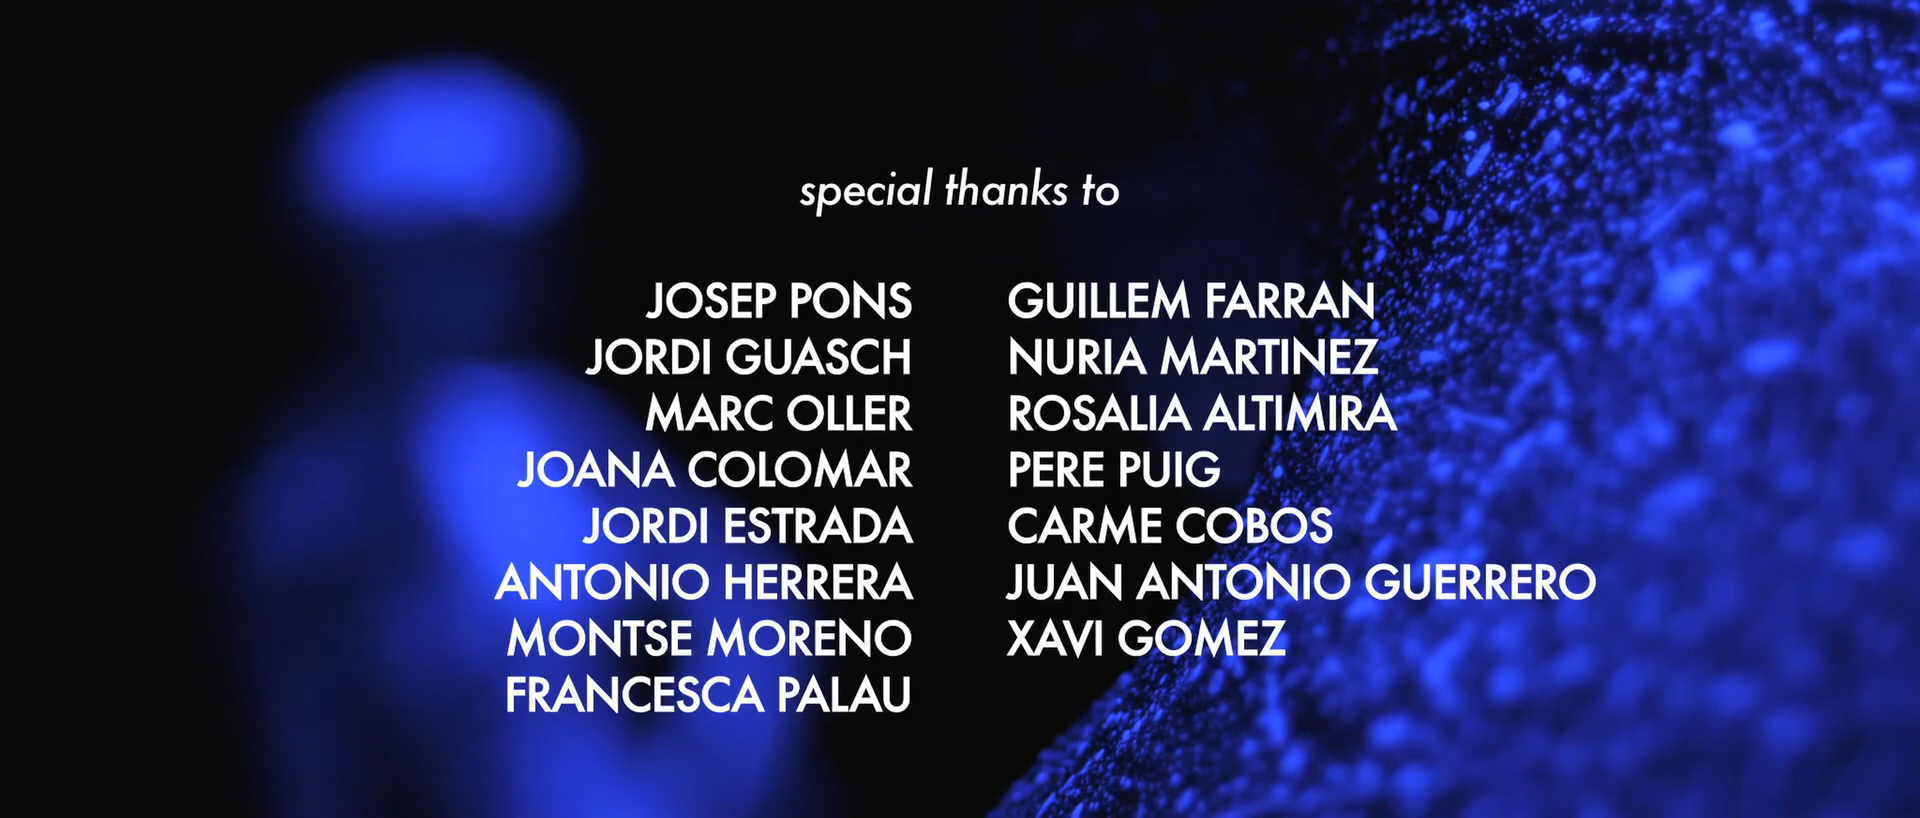 special thanks to
JOSEP PONS
JORDI GUASCH
MARC OLLER
JOANA COLOMAR
JORDI ESTRADA
ANTONIO HERRERA
MONTSE MORENO
FRANCESCA PALAU
GUILLEM FARRAN
NURIA MARTINEZ
ROSALIA ALTIMIRA
PERE PUIG
CARME COBOS
JUAN ANTONIO GUERRERO
XAVI GOMEZ